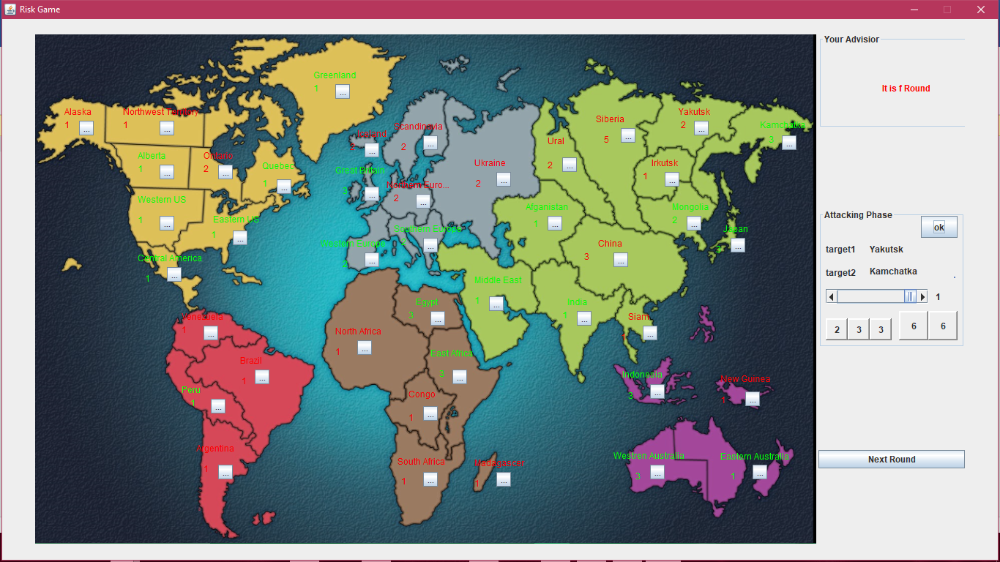 Risk Game
Your Advisior
It is f Round
Greenland
1
...
Alaska
1
...
Northwest Territory
1
...
Alberta
1
...
Ontario
2
...
Quebec
1
...
Western US
1
...
Eastern US
1
...
Central America
1
...
Venezuela
1
...
Brazil
1
...
Peru
1
...
Argentina
1
...
Iceland
2
...
Scandinavia
2
...
Ukraine
2
...
Great Britain
3
...
Northern Euro...
2
...
Western Europe
2
...
Southern Europe
2
...
North Africa
1
...
Egypt
3
...
East Africa
3
...
Congo
1
...
South Africa
1
...
Madagascer
1
...
Ural
2
...
Siberia
5
...
Yakutsk
2
...
Kamchatka
3
...
Irkutsk
1
...
Mongolia
2
...
Japan
3
...
Afganistan
1
...
China
3
...
Middle East
1
...
India
1
...
Siam
1
...
Indonesia
3
...
New Guinea
1
...
Westren Australia
3
...
Eastern Australia
1
...
Attacking Phase
ok
target1 Yakutsk
target2 Kamchatka .
1
2 3 3 6 6
Next Round